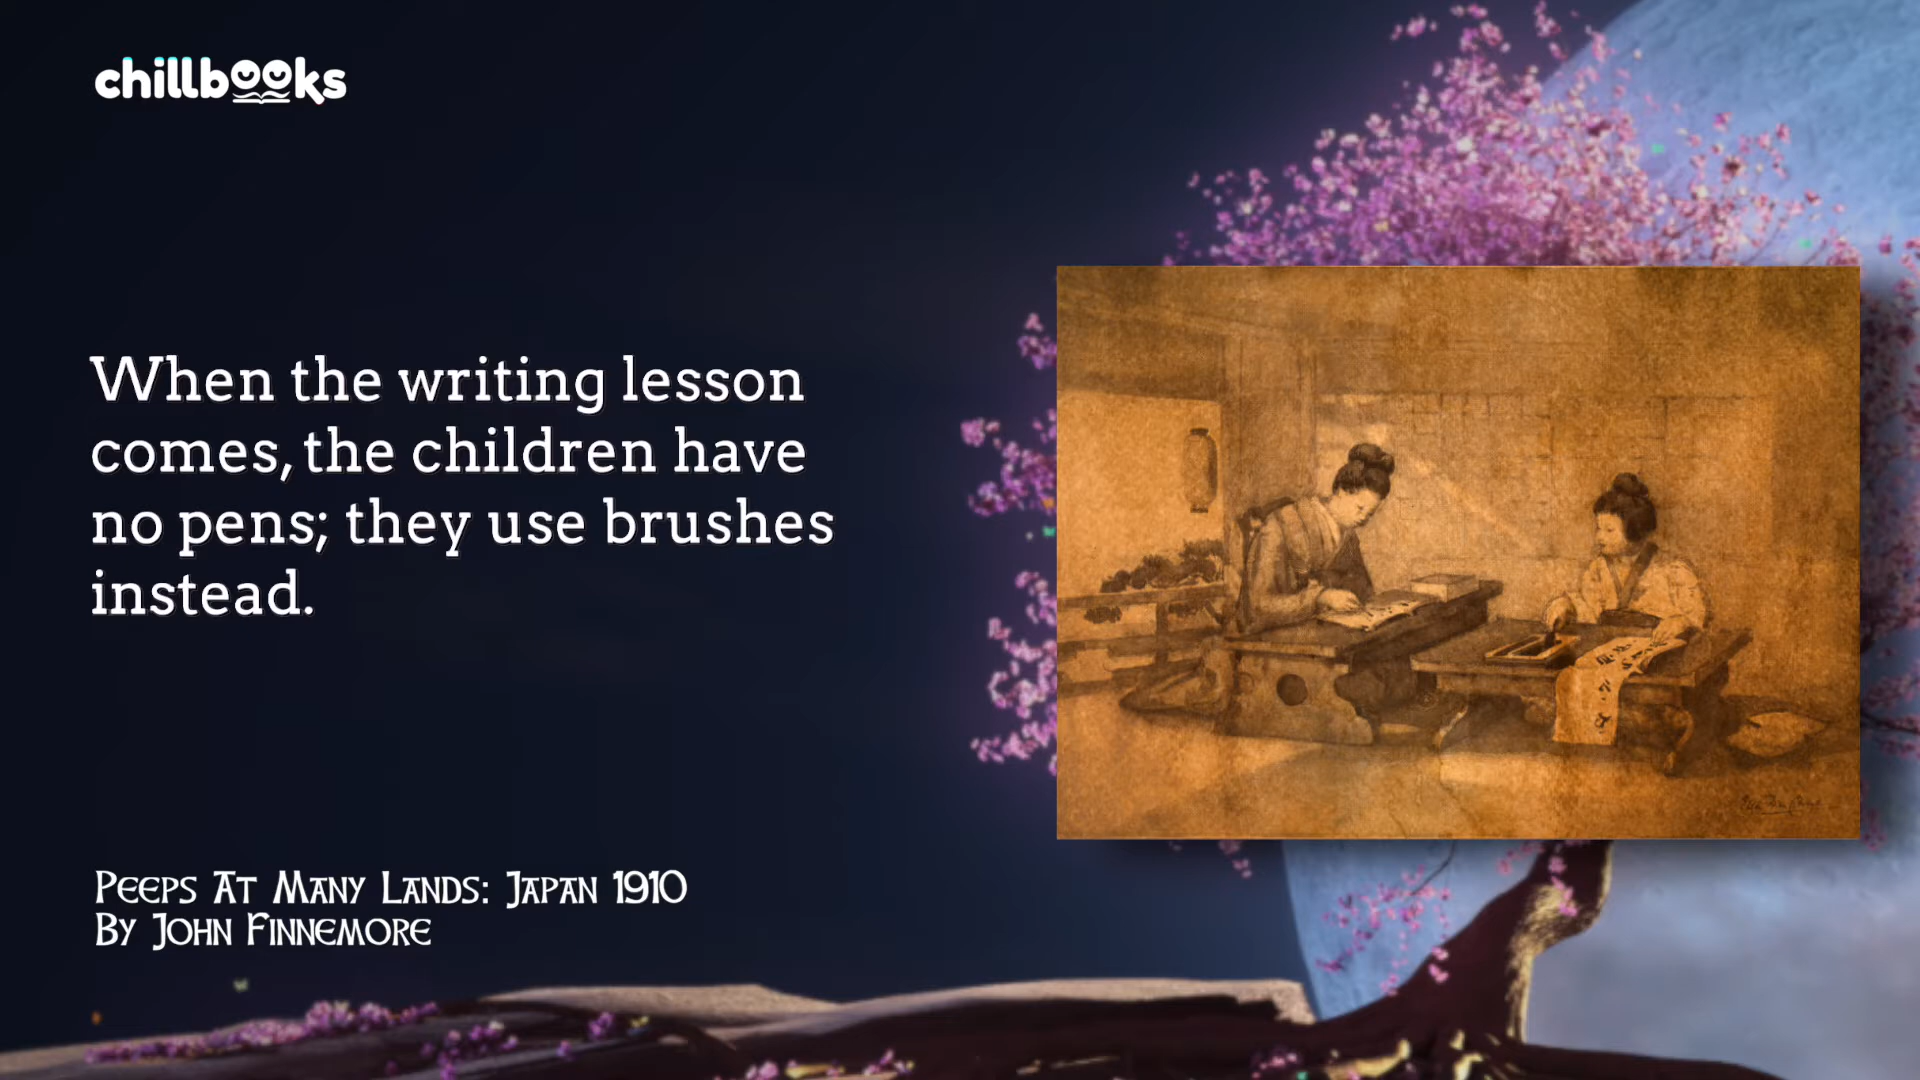 chillbooks
When the writing lesson
comes, the children have
no pens; they use brushes
instead.
Peeps At Many Lands: Japan 1910
By John Finnemore